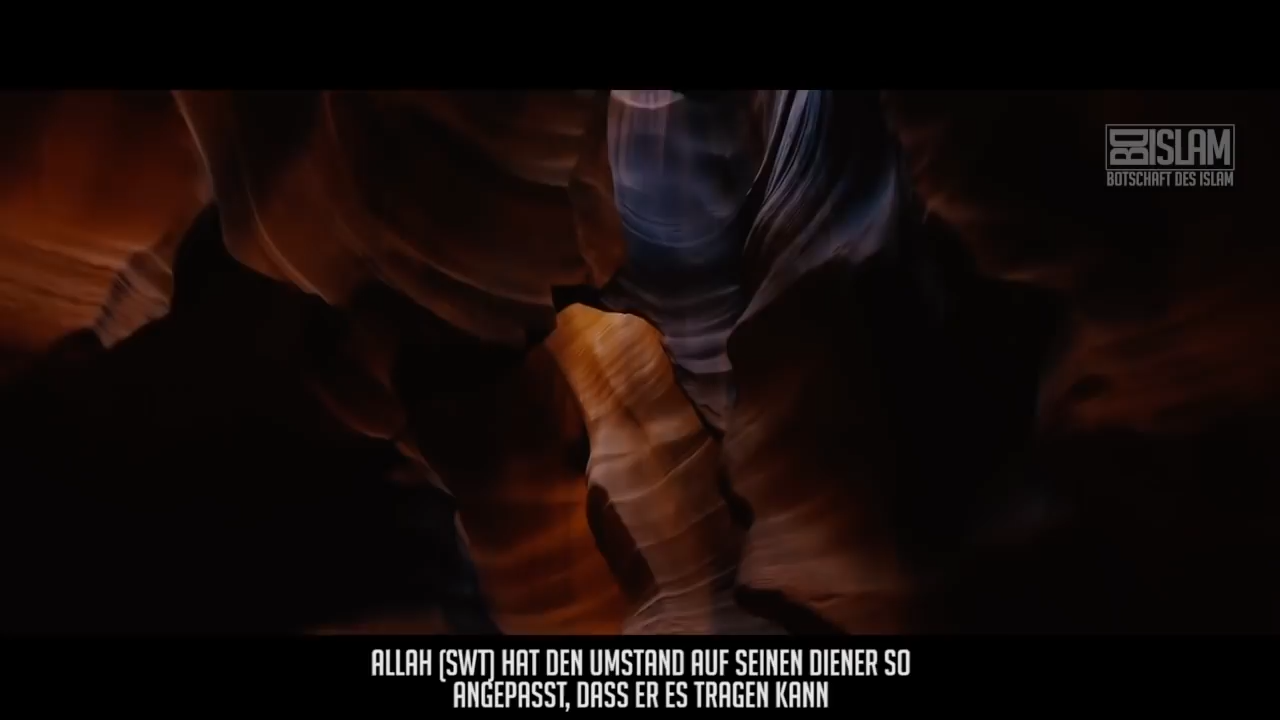 BDISLAM
BOTSCHAFT DES ISLAM
ALLAH (SWT) HAT DEN UMSTAND AUF SEINEN DIENER SO
ANGEPASST, DASS ER ES TRAGEN KANN